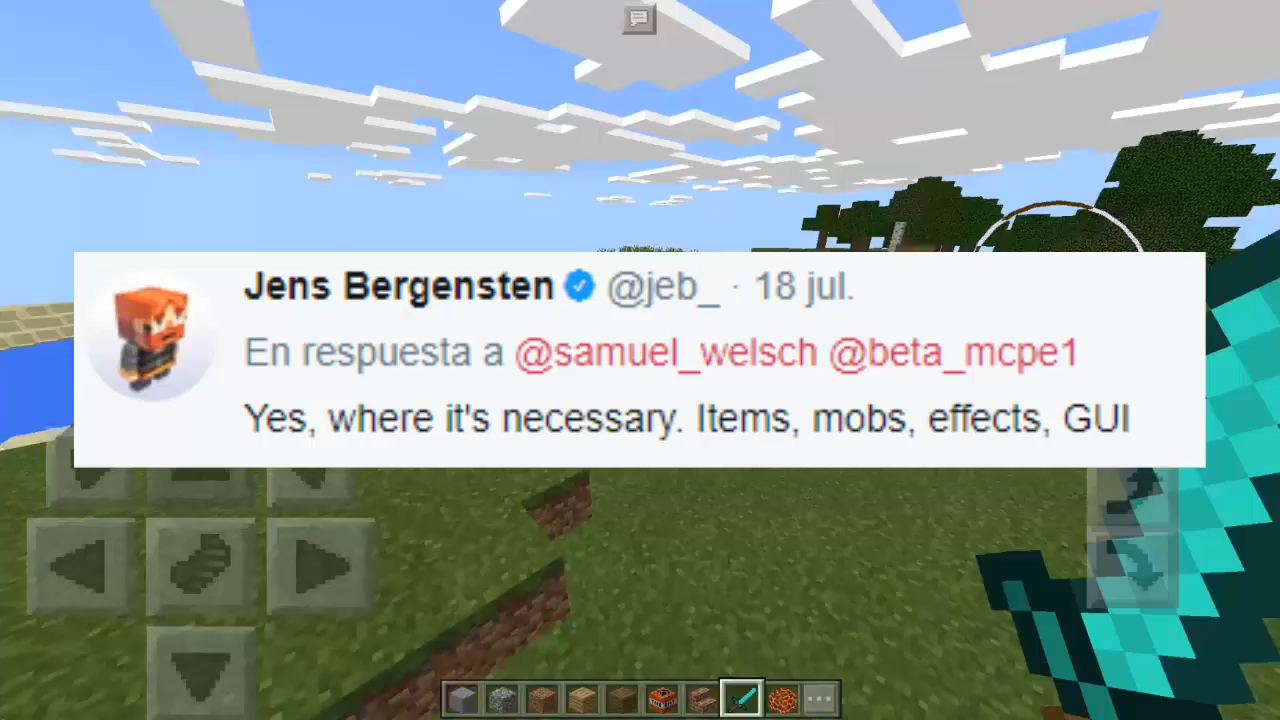 Jens Bergensten @jeb_ · 18 jul.
En respuesta a @samuel_welsch @beta_mcpe1
Yes, where it's necessary. Items, mobs, effects, GUI